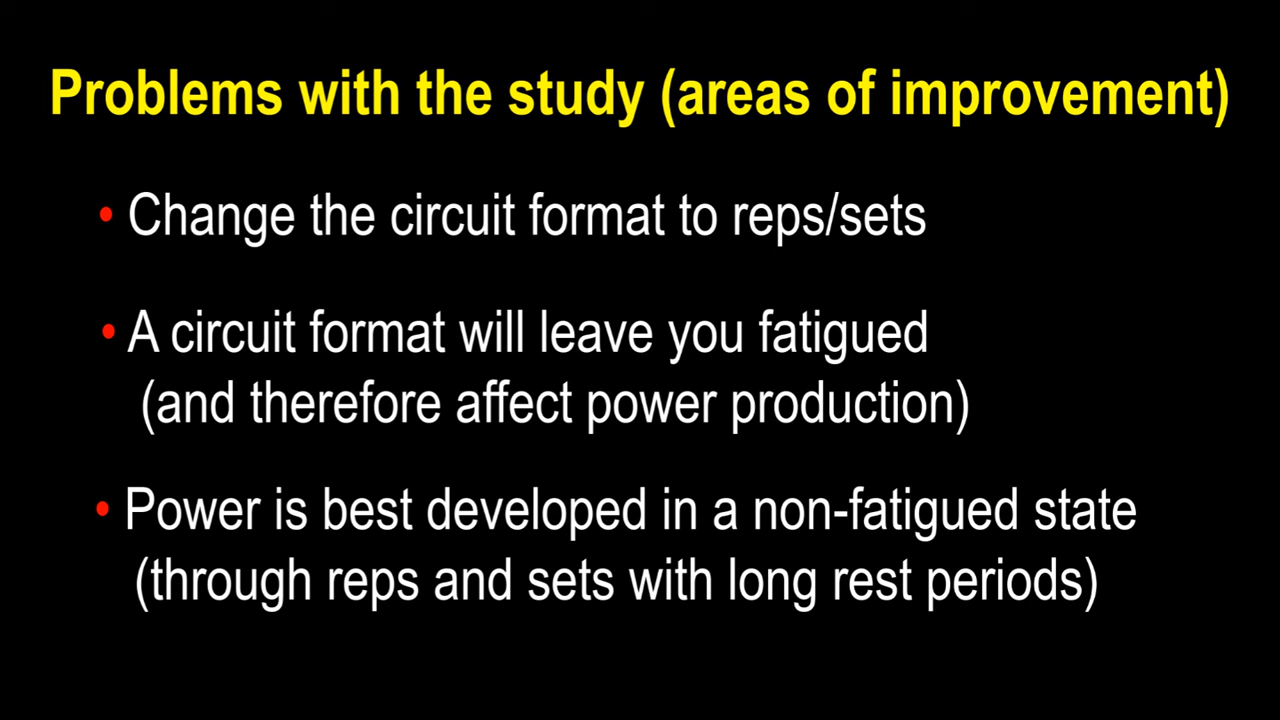 Problems with the study (areas of improvement)
• Change the circuit format to reps/sets
• A circuit format will leave you fatigued
(and therefore affect power production)
• Power is best developed in a non-fatigued state
(through reps and sets with long rest periods)